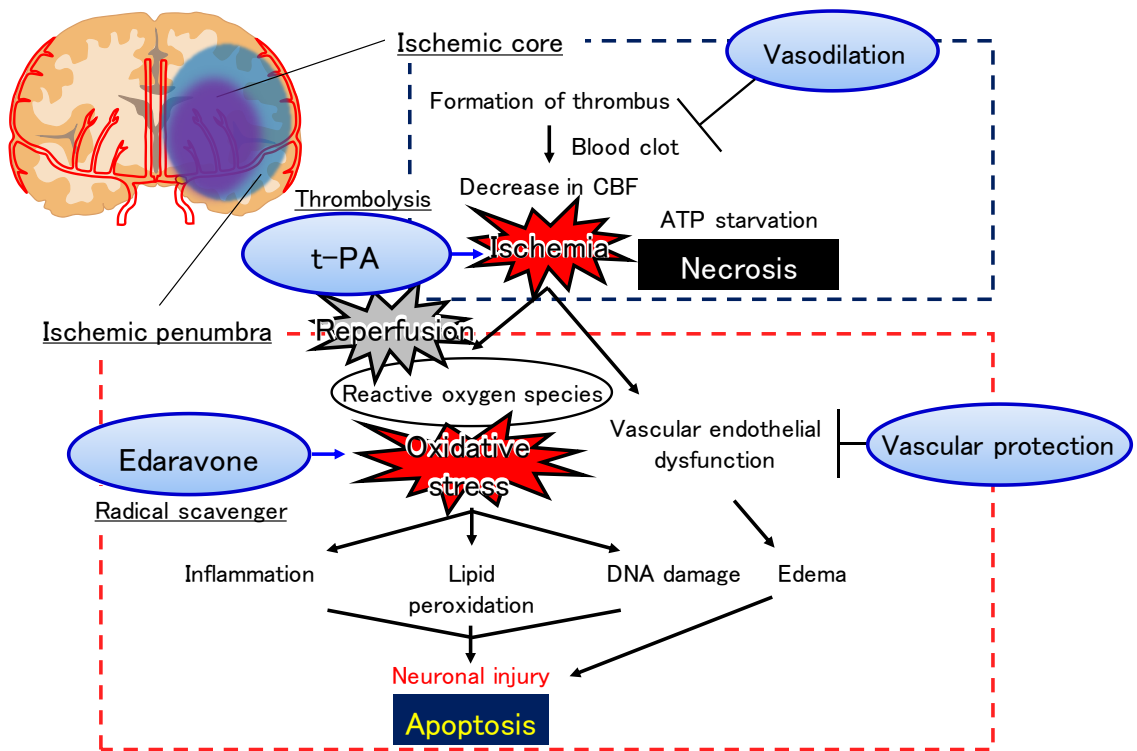 Ischemic core
Vasodilation
Formation of thrombus
Blood clot
Decrease in CBF
Thrombolysis
ATP starvation
t-PA
Ischemia
Necrosis
Reperfusion
Ischemic penumbra
Reactive oxygen species
Oxidative
stress
Vascular endothelial
dysfunction
Vascular protection
Edaravone
Radical scavenger
Inflammation
Lipid
peroxidation
DNA damage
Edema
Neuronal injury
Apoptosis